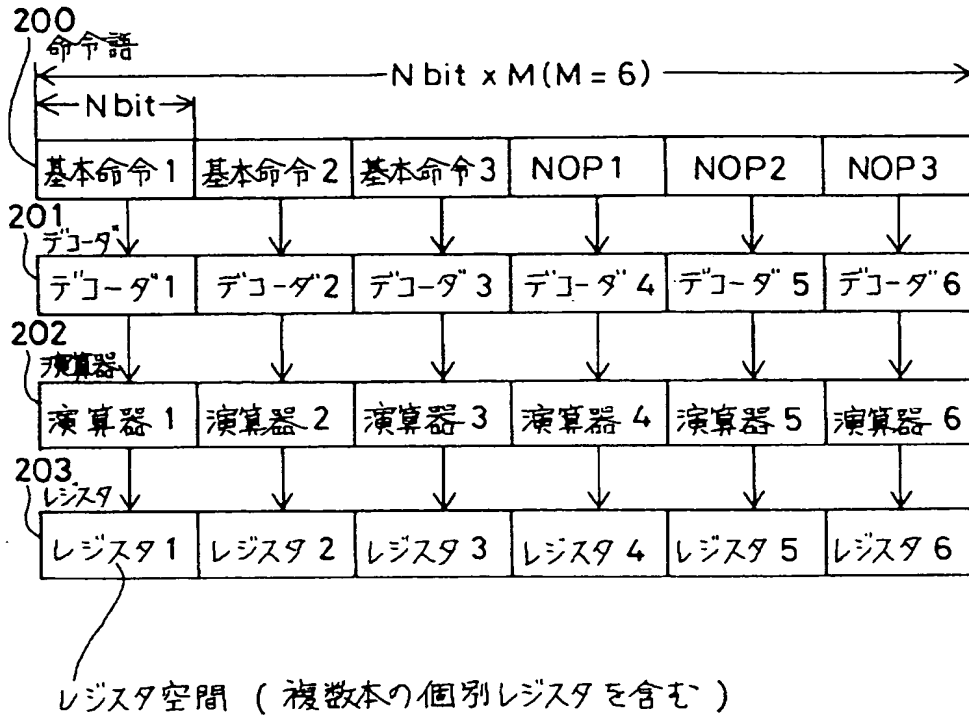 200
命令語
Nbit x M(M=6)
Nbit
基本命令1 基本命令2 基本命令3 NOP1 NOP2 NOP3
201
デコーダ
デコーダ1 デコーダ2 デコーダ3 デコーダ4 デコーダ5 デコーダ6
202
演算器
演算器1 演算器2 演算器3 演算器4 演算器5 演算器6
203
レジスタ
レジスタ1 レジスタ2 レジスタ3 レジスタ4 レジスタ5 レジスタ6
レジスタ空間 (複数本の個別レジスタを含む)